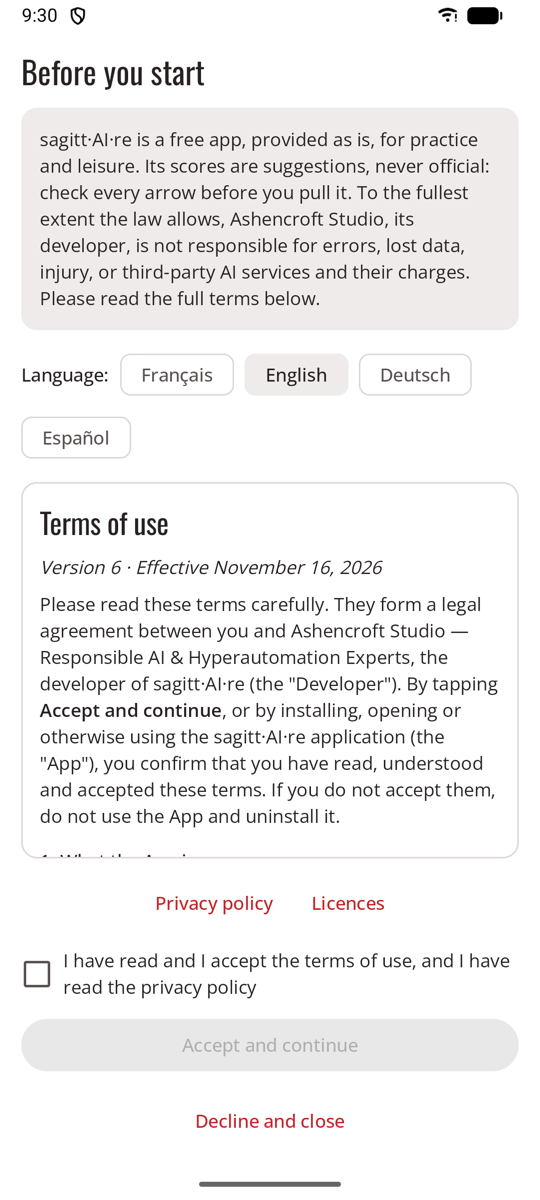 9:30
Before you start
sagitt·AI·re is a free app, provided as is, for practice
and leisure. Its scores are suggestions, never official:
check every arrow before you pull it. To the fullest
extent the law allows, Ashencroft Studio, its
developer, is not responsible for errors, lost data,
injury, or third-party AI services and their charges.
Please read the full terms below.
Language: Français English Deutsch
Español
Terms of use
Version 6 · Effective November 16, 2026
Please read these terms carefully. They form a legal
agreement between you and Ashencroft Studio —
Responsible AI & Hyperautomation Experts, the
developer of sagitt·AI·re (the "Developer"). By tapping
Accept and continue, or by installing, opening or
otherwise using the sagitt·AI·re application (the
"App"), you confirm that you have read, understood
and accepted these terms. If you do not accept them,
do not use the App and uninstall it.
Privacy policy Licences
I have read and I accept the terms of use, and I have
read the privacy policy
Accept and continue
Decline and close